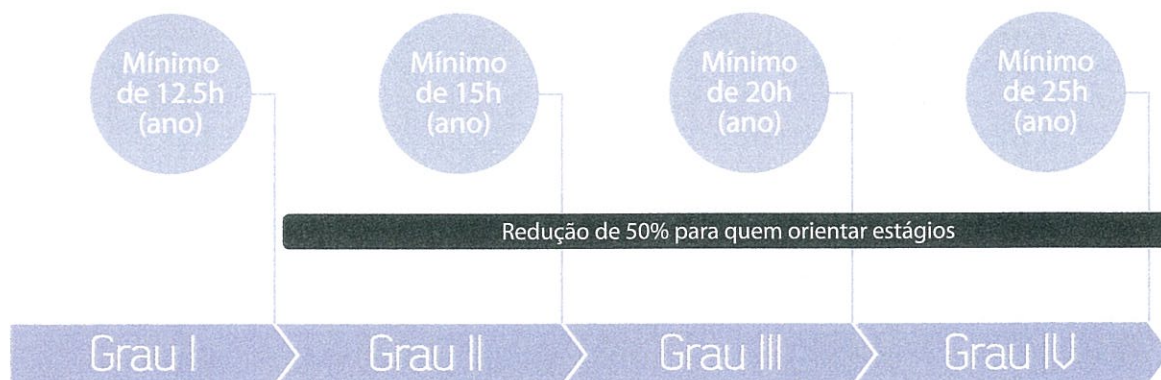 Mínimo
de 12.5h
(ano)
Mínimo
de 15h
(ano)
Mínimo
de 20h
(ano)
Mínimo
de 25h
(ano)
Redução de 50% para quem orientar estágios
Grau I
Grau II
Grau III
Grau IV